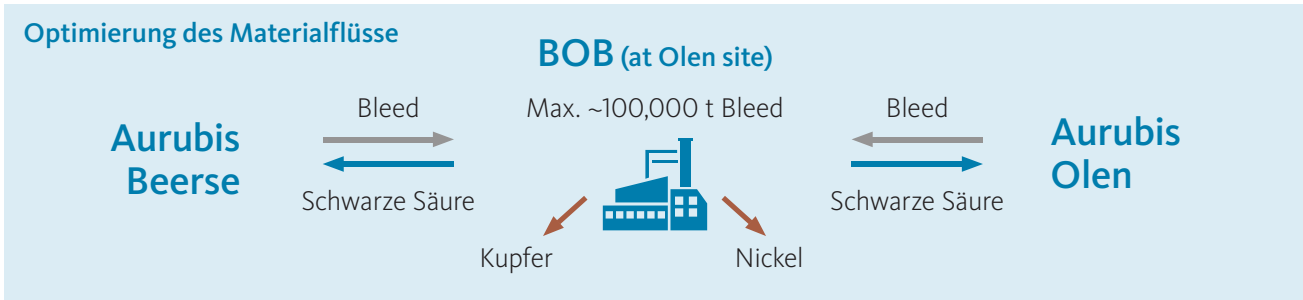 Optimierung des Materialflüsse
BOB (at Olen site)
Max. ~100,000 t Bleed
Aurubis
Beerse
Bleed
Schwarze Säure
Bleed
Schwarze Säure
Aurubis
Olen
Kupfer
Nickel